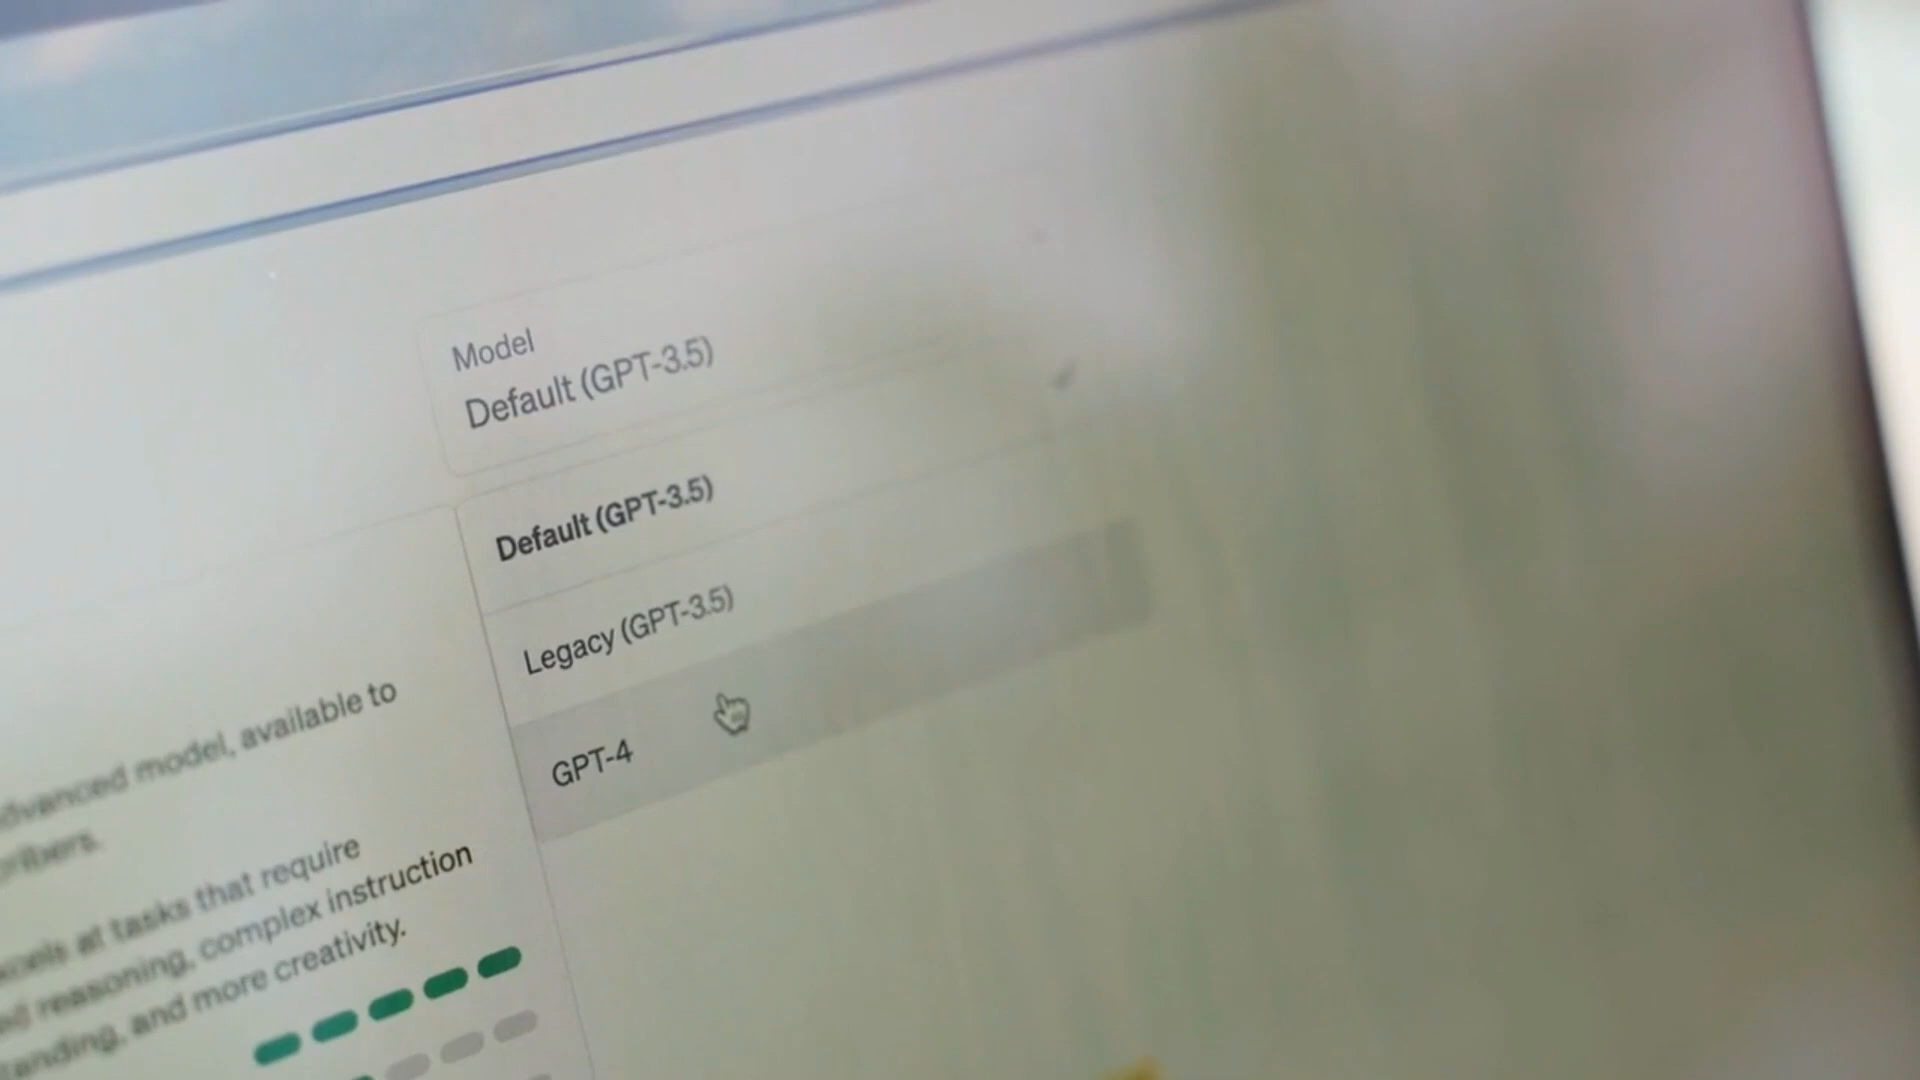 Model
Default (GPT-3.5)
Default (GPT-3.5)
Legacy (GPT-3.5)
GPT-4
advanced model, available to
tasks that require
reasoning, complex instruction
and more creativity.